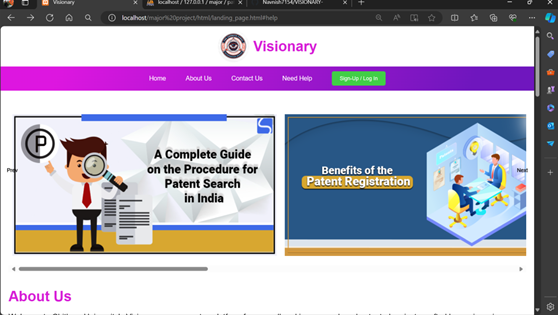 Visionary
localhost / 127.0.0.1 / major / pa
Navnish7154/VISIONARY-
localhost/major%20project/html/landing_page.html#help
Visionary
Home
About Us
Contact Us
Need Help
Sign-Up / Log In
P
A Complete Guide
on the Procedure for
Patent Search
in India
S
Benefits of the
Patent Registration
Prev
Next
About Us